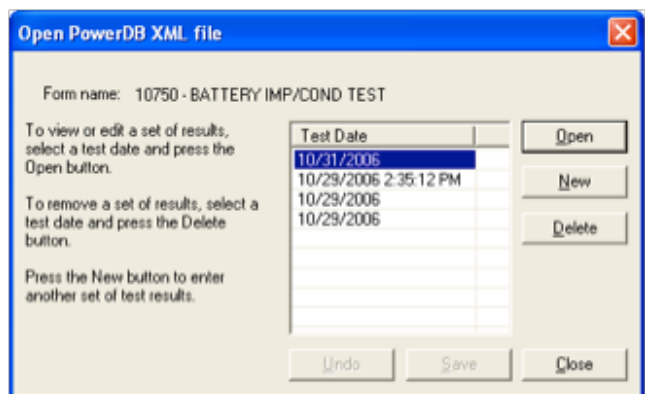 Open PowerDB XML file
Form name: 10750 - BATTERY IMP/COND TEST
To view or edit a set of results,
select a test date and press the
Open button.
To remove a set of results, select a
test date and press the Delete
button.
Press the New button to enter
another set of test results.
Test Date
10/31/2006
10/29/2006 2:35:12 PM
10/29/2006
10/29/2006
Open
New
Delete
Undo
Save
Close